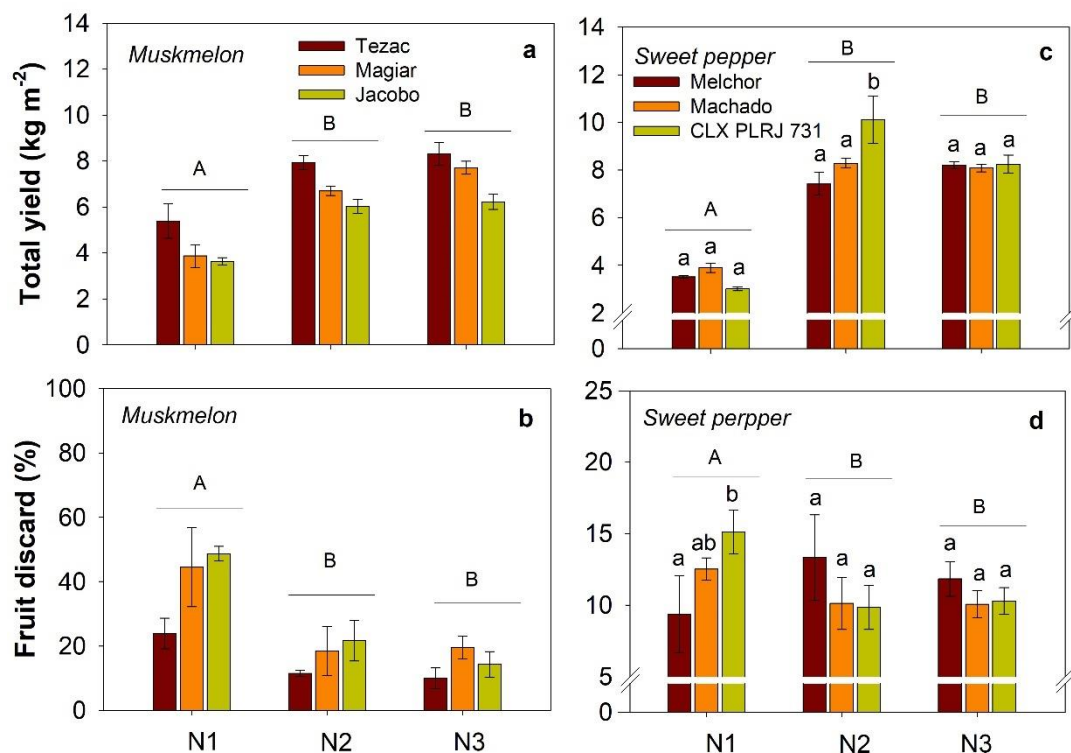 Total yield (kg m⁻²)
14
12
10
8
6
4
2
0
Muskmelon
a
Tezac
Magiar
Jacobo
A
B
B
14
12
10
8
6
4
2
0
Sweet pepper
c
Melchor
Machado
CLX PLRJ 731
A
a a a
B
a a b
B
a a a
Fruit discard (%)
100
80
60
40
20
0
Muskmelon
b
A
B
B
N1 N2 N3
25
20
15
10
5
0
Sweet perpper
d
A
a ab b
B
a a a
B
a a a
N1 N2 N3